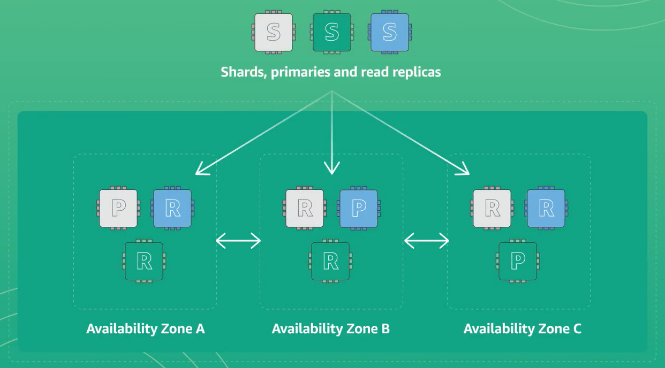 S S S
Shards, primaries and read replicas
P R R P R R
R R P
Availability Zone A Availability Zone B Availability Zone C